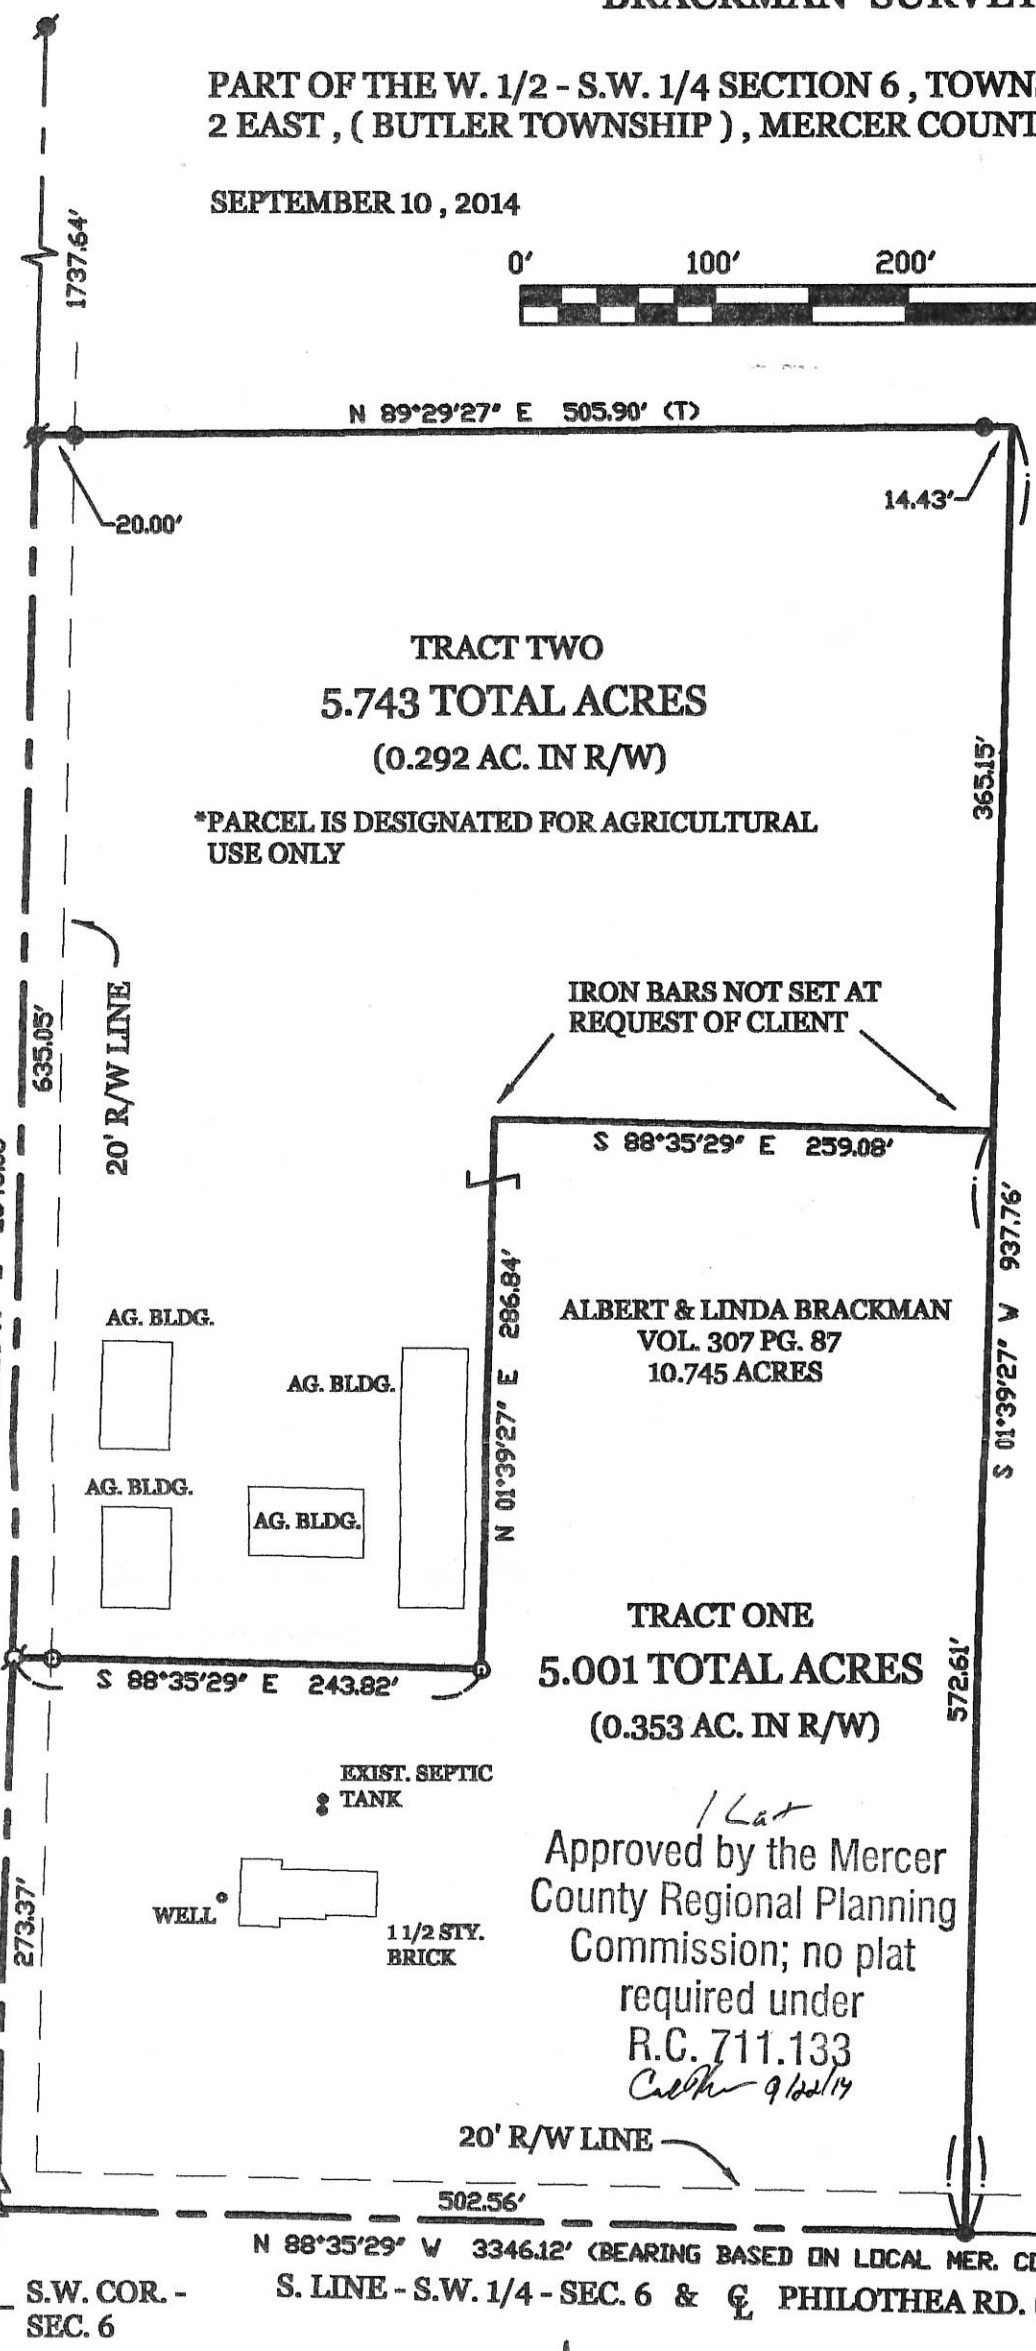 BRACKMAN SURVEY
PART OF THE W. 1/2 - S.W. 1/4 SECTION 6 , TOWN
2 EAST , ( BUTLER TOWNSHIP ) , MERCER COUNT
SEPTEMBER 10 , 2014
1737.64'
0' 100' 200'
N 89°29'27" E 505.90' (T)
20.00'
14.43'
TRACT TWO
5.743 TOTAL ACRES
(0.292 AC. IN R/W)
365.15'
*PARCEL IS DESIGNATED FOR AGRICULTURAL
USE ONLY
635.05'
20' R/W LINE
IRON BARS NOT SET AT
REQUEST OF CLIENT
S 88°35'29" E 259.08'
S 01°39'27" W 937.76'
N 01°39'27" E 286.84'
ALBERT & LINDA BRACKMAN
VOL. 307 PG. 87
10.745 ACRES
AG. BLDG.
AG. BLDG.
AG. BLDG.
AG. BLDG.
TRACT ONE
5.001 TOTAL ACRES
(0.353 AC. IN R/W)
572.61'
S 88°35'29" E 243.82'
EXIST. SEPTIC
TANK
WELL
1 1/2 STY.
BRICK
273.37'
1 Lot
Approved by the Mercer
County Regional Planning
Commission; no plat
required under
R.C. 711.133
9/22/14
20' R/W LINE
502.56'
N 88°35'29" W 3346.12' (BEARING BASED ON LOCAL MER. CO
S.W. COR. -
SEC. 6
S. LINE - S.W. 1/4 - SEC. 6 & ℄ PHILOTHEA RD.